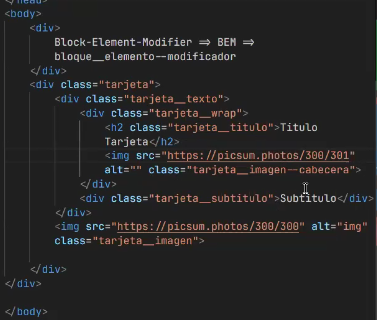 </head>
<body>
<div>
Block-Element-Modifier => BEM =>
bloque__elemento--modificador
</div>
<div class="tarjeta">
<div class="tarjeta__texto">
<div class="tarjeta__wrap">
<h2 class="tarjeta__titulo">Titulo
Tarjeta</h2>
<img src="https://picsum.photos/300/301"
alt="" class="tarjeta__imagen--cabecera">
</div>
<div class="tarjeta__subtitulo">Subtitulo</div>
</div>
<img src="https://picsum.photos/300/300" alt="img"
class="tarjeta__imagen">
</div>
</div>
</body>